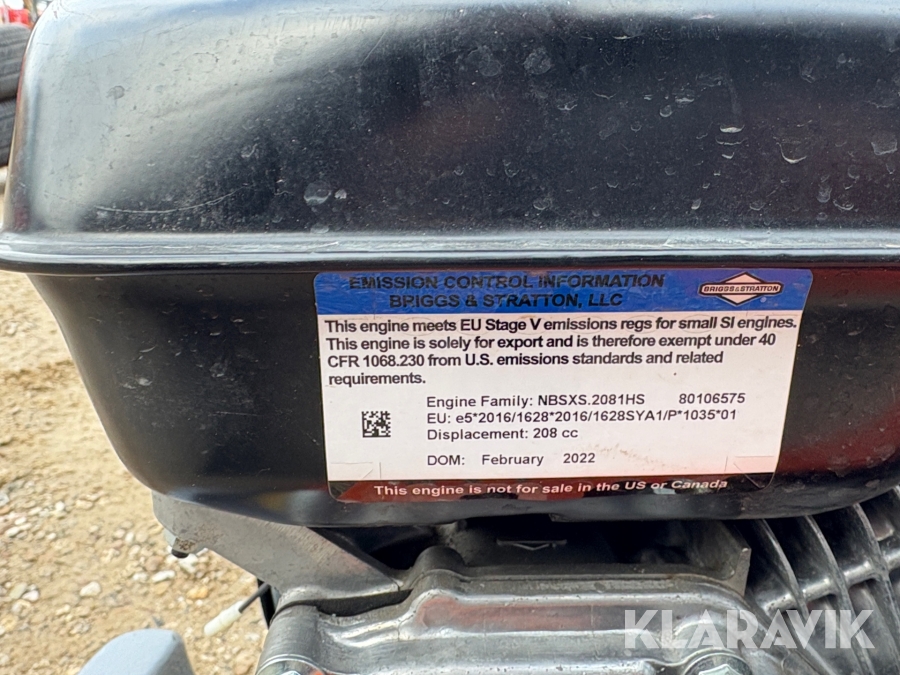 EMISSION CONTROL INFORMATION
BRIGGS & STRATTON, LLC
BRIGGS&STRATTON
This engine meets EU Stage V emissions regs for small SI engines.
This engine is solely for export and is therefore exempt under 40
CFR 1068.230 from U.S. emissions standards and related
requirements.
Engine Family: NBSXS.2081HS 80106575
EU: e5*2016/1628*2016/1628SYA1/P*1035*01
Displacement: 208 cc
DOM: February 2022
This engine is not for sale in the US or Canada
KLARAVIK